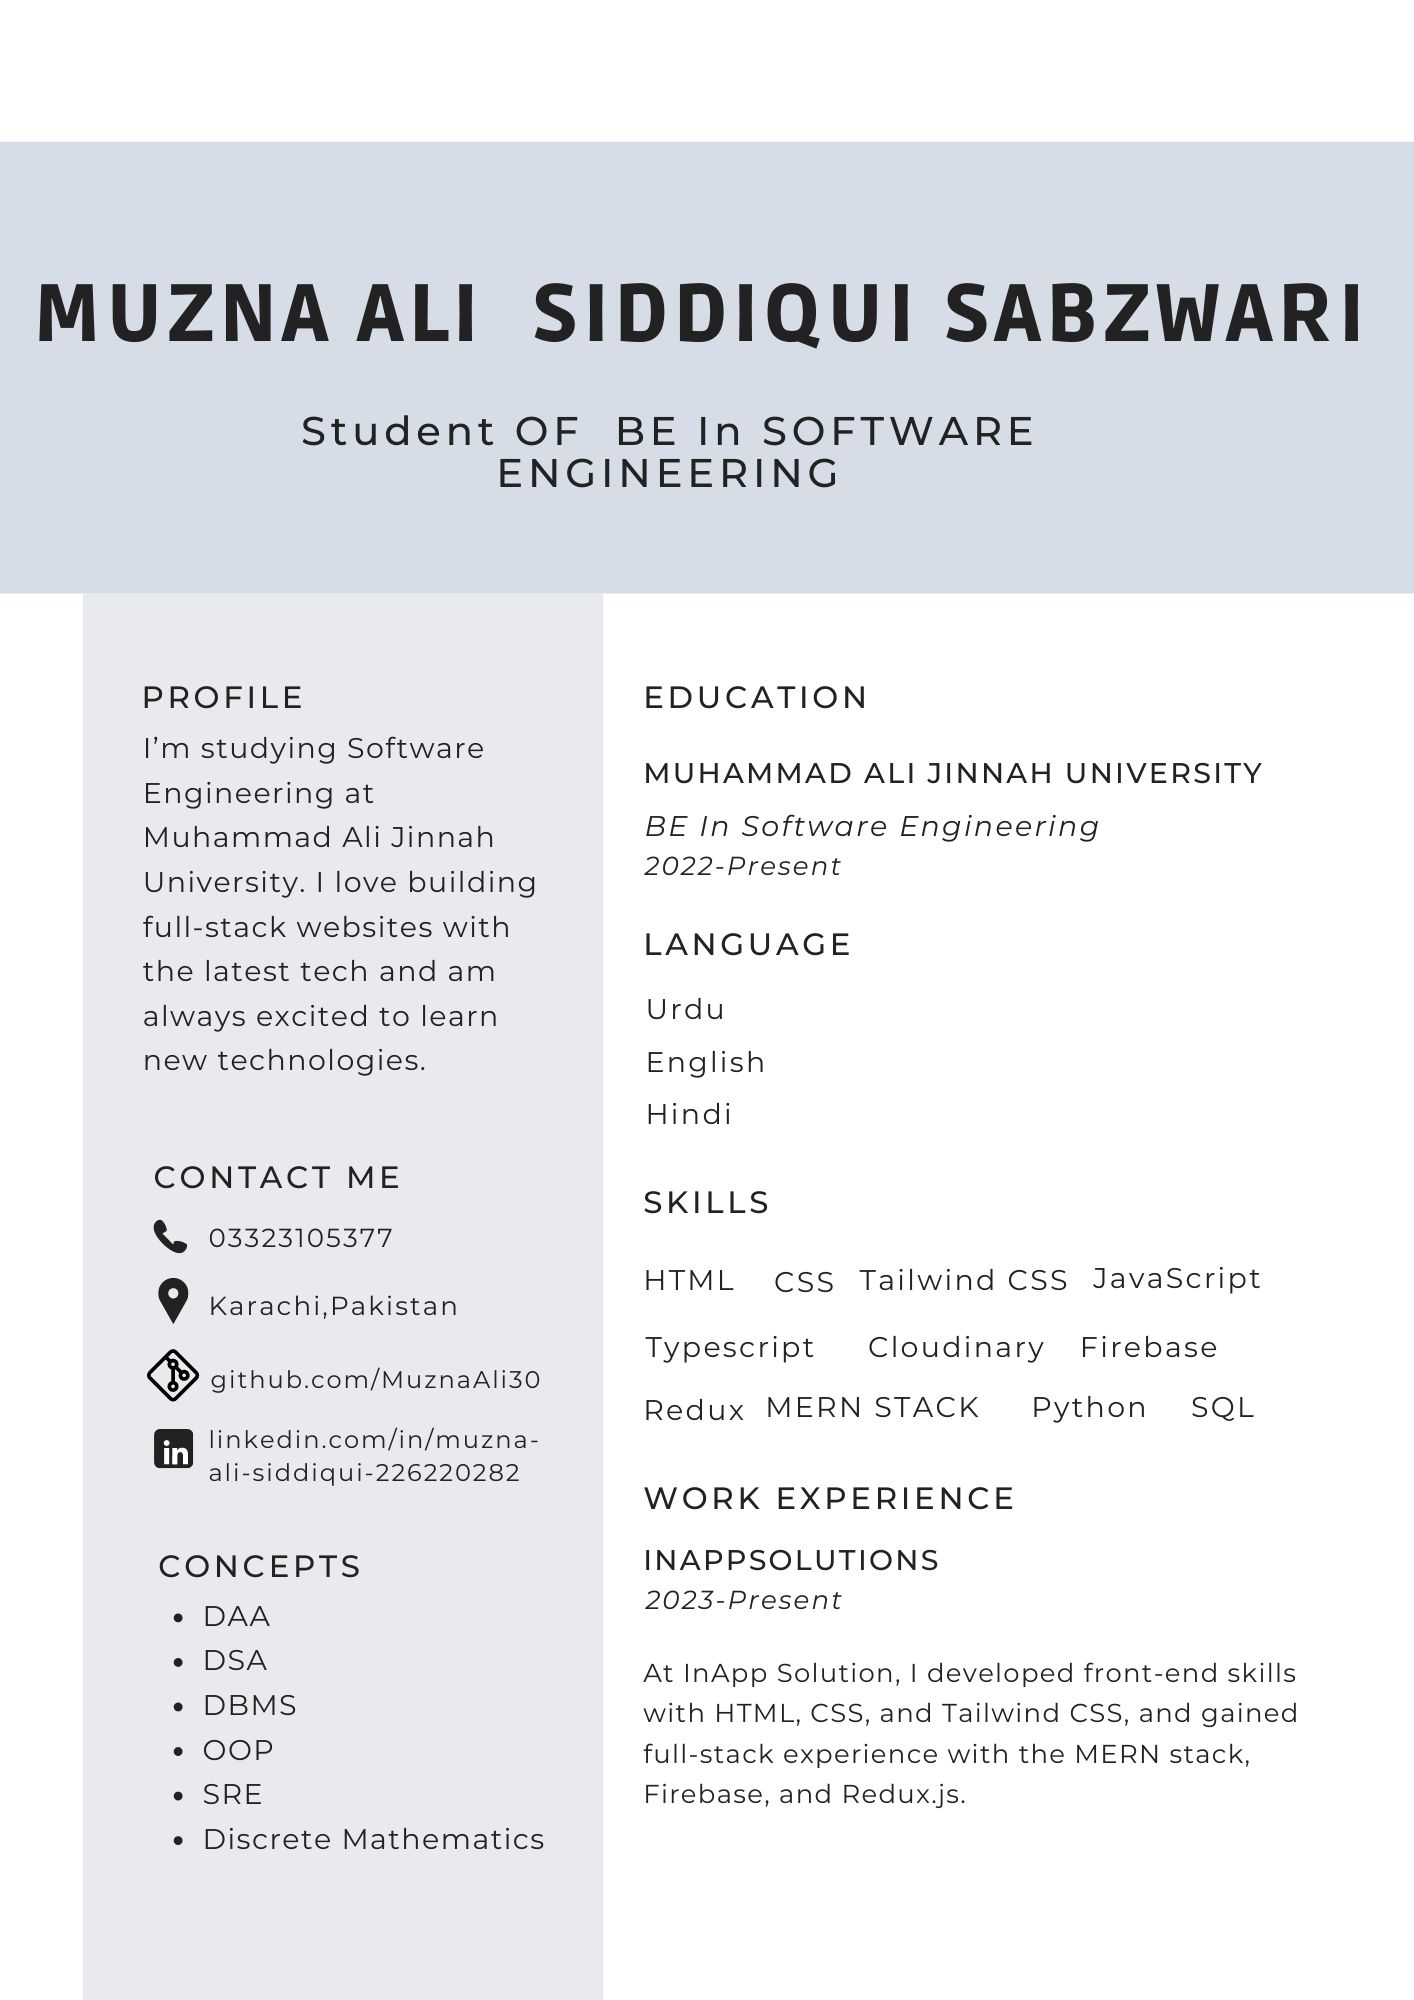 MUZNA ALI  SIDDIQUI SABZWARI
Student OF  BE In SOFTWARE
ENGINEERING
PROFILE
I’m studying Software
Engineering at
Muhammad Ali Jinnah
University. I love building
full-stack websites with
the latest tech and am
always excited to learn
new technologies.
CONTACT ME
03323105377
Karachi,Pakistan
github.com/MuznaAli30
linkedin.com/in/muzna-
ali-siddiqui-226220282
CONCEPTS
• DAA
• DSA
• DBMS
• OOP
• SRE
• Discrete Mathematics
EDUCATION
MUHAMMAD ALI JINNAH UNIVERSITY
BE In Software Engineering
2022-Present
LANGUAGE
Urdu
English
Hindi
SKILLS
HTML CSS Tailwind CSS JavaScript
Typescript Cloudinary Firebase
Redux MERN STACK Python SQL
WORK EXPERIENCE
INAPPSOLUTIONS
2023-Present
At InApp Solution, I developed front-end skills
with HTML, CSS, and Tailwind CSS, and gained
full-stack experience with the MERN stack,
Firebase, and Redux.js.